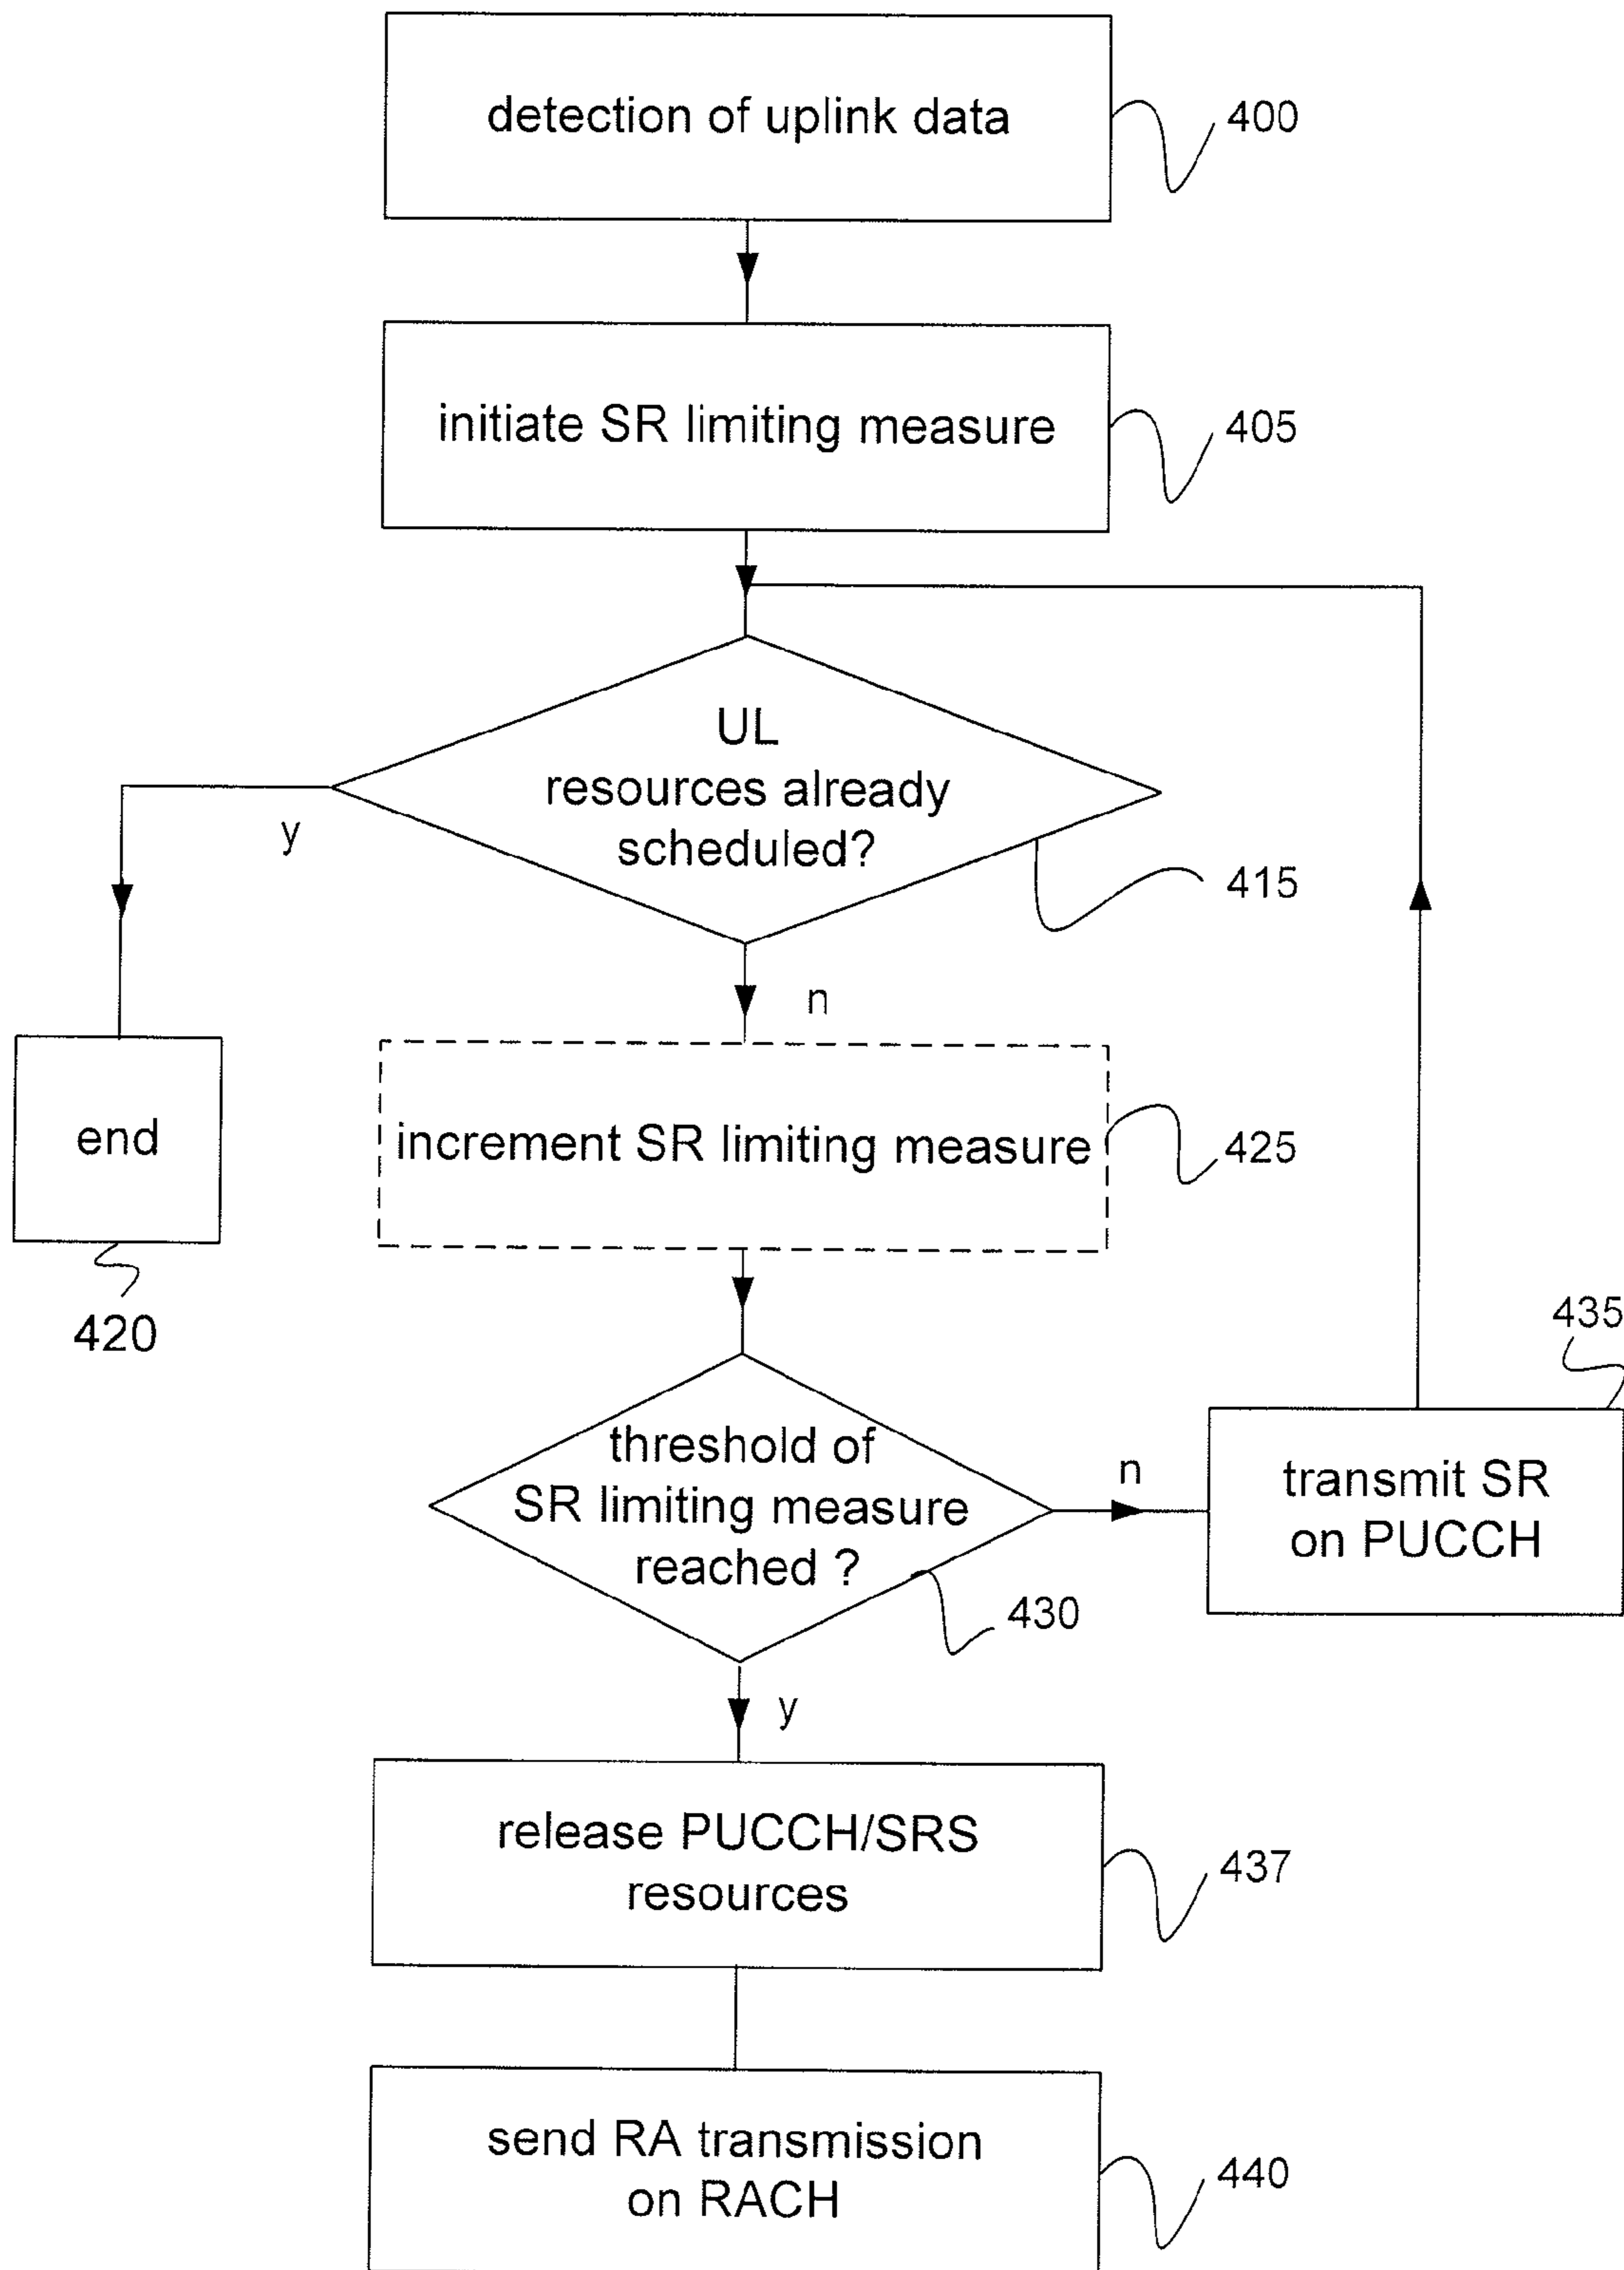 detection of uplink data
400
initiate SR limiting measure
405
UL
resources already
scheduled?
415
y
n
end
420
increment SR limiting measure
425
threshold of
SR limiting measure
reached ?
430
n
435
transmit SR
on PUCCH
y
release PUCCH/SRS
resources
437
send RA transmission
on RACH
440